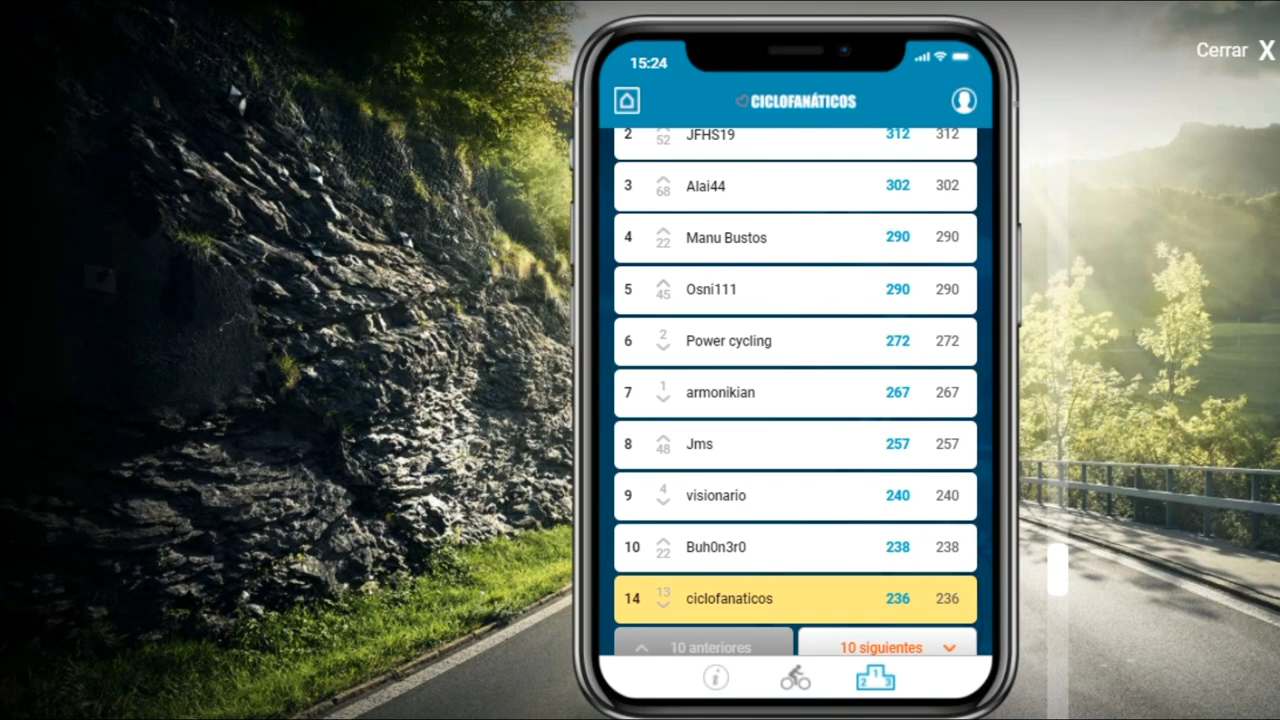 Cerrar X
15:24
CICLOFANÁTICOS
2 52 JFHS19 312 312
3 68 Alai44 302 302
4 22 Manu Bustos 290 290
5 45 Osni111 290 290
6 2 Power cycling 272 272
7 1 armonikian 267 267
8 48 Jms 257 257
9 4 visionario 240 240
10 22 Buh0n3r0 238 238
14 13 ciclofanaticos 236 236
10 anteriores 10 siguientes
i 2 1 3